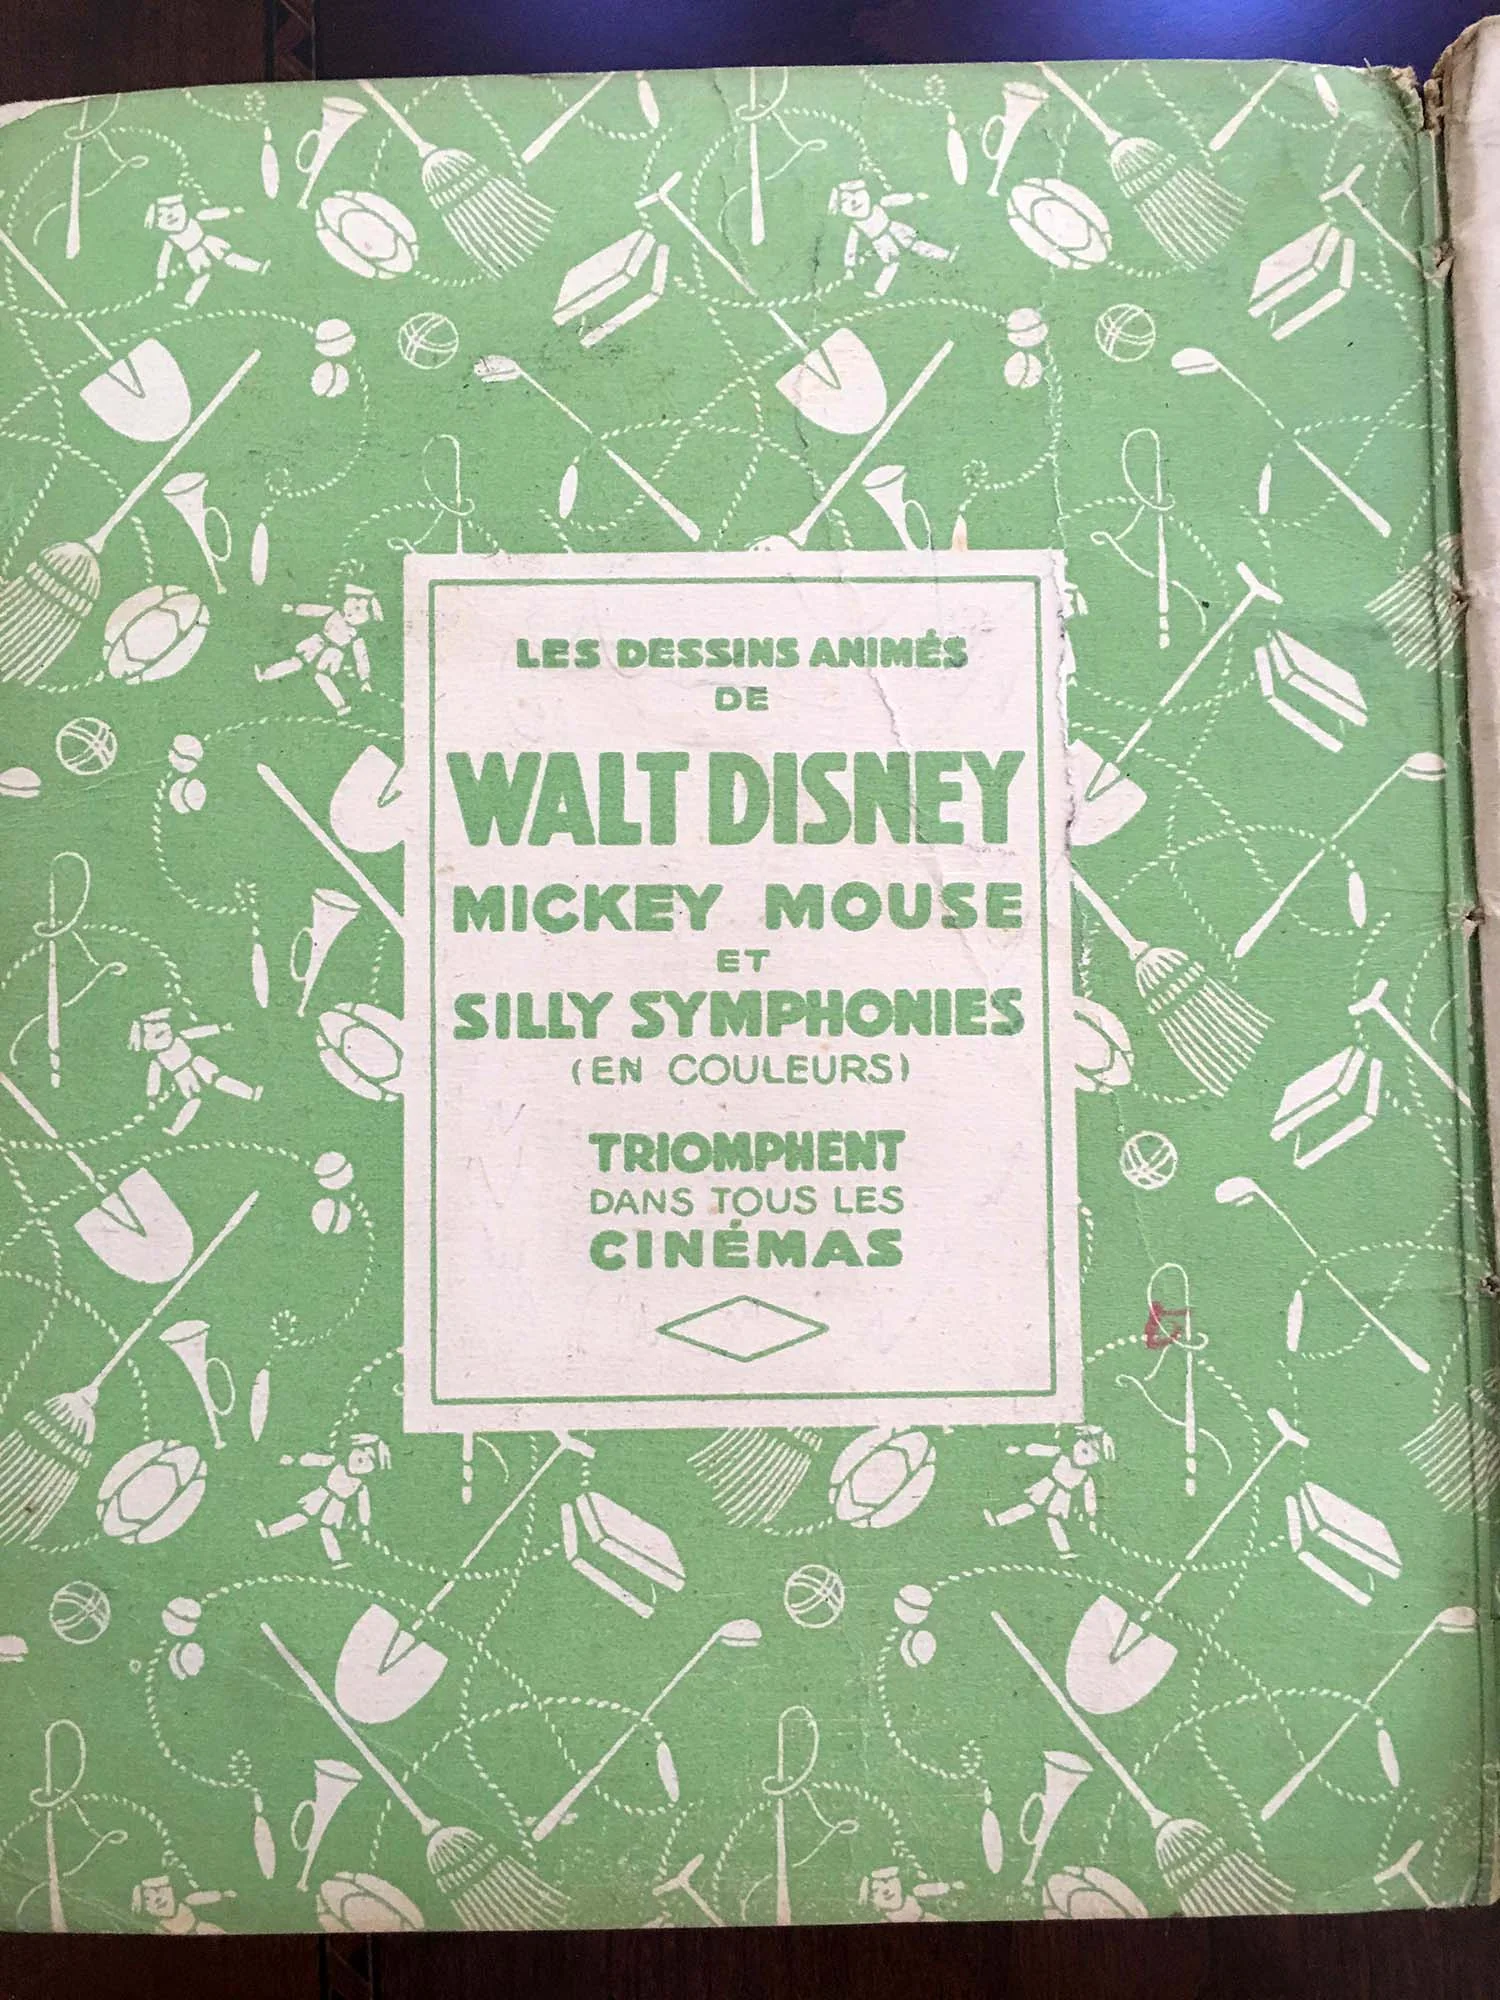 LES DESSINS ANIMÉS
DE
WALT DISNEY
MICKEY MOUSE
ET
SILLY SYMPHONIES
(EN COULEURS)
TRIOMPHENT
DANS TOUS LES
CINÉMAS